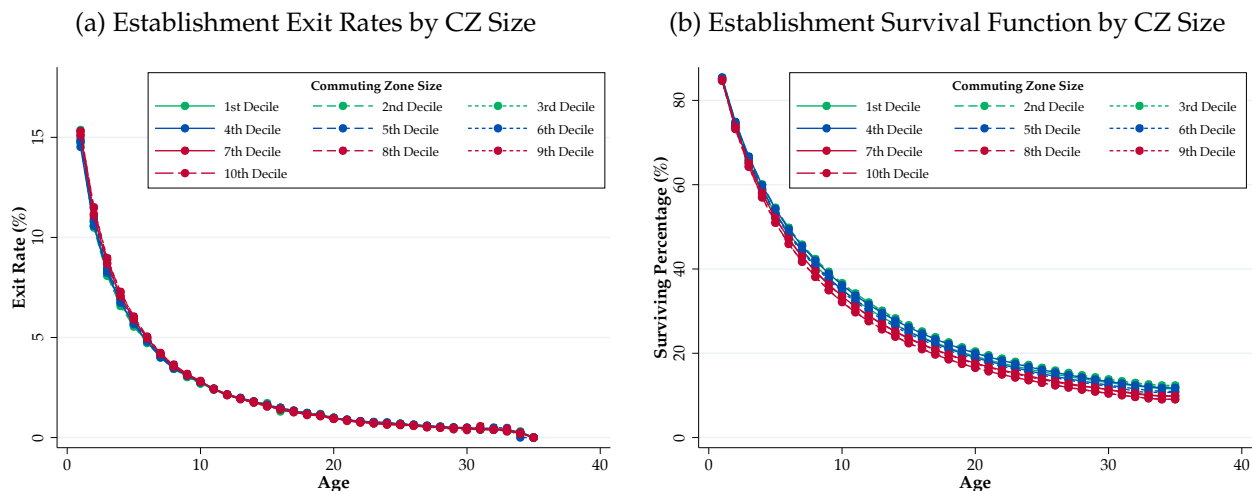 (a) Establishment Exit Rates by CZ Size
Commuting Zone Size
1st Decile 2nd Decile 3rd Decile
4th Decile 5th Decile 6th Decile
7th Decile 8th Decile 9th Decile
10th Decile
Exit Rate (%)
15
10
5
0
0 10 20 30 40
Age
(b) Establishment Survival Function by CZ Size
Commuting Zone Size
1st Decile 2nd Decile 3rd Decile
4th Decile 5th Decile 6th Decile
7th Decile 8th Decile 9th Decile
10th Decile
Surviving Percentage (%)
80
60
40
20
0
0 10 20 30 40
Age